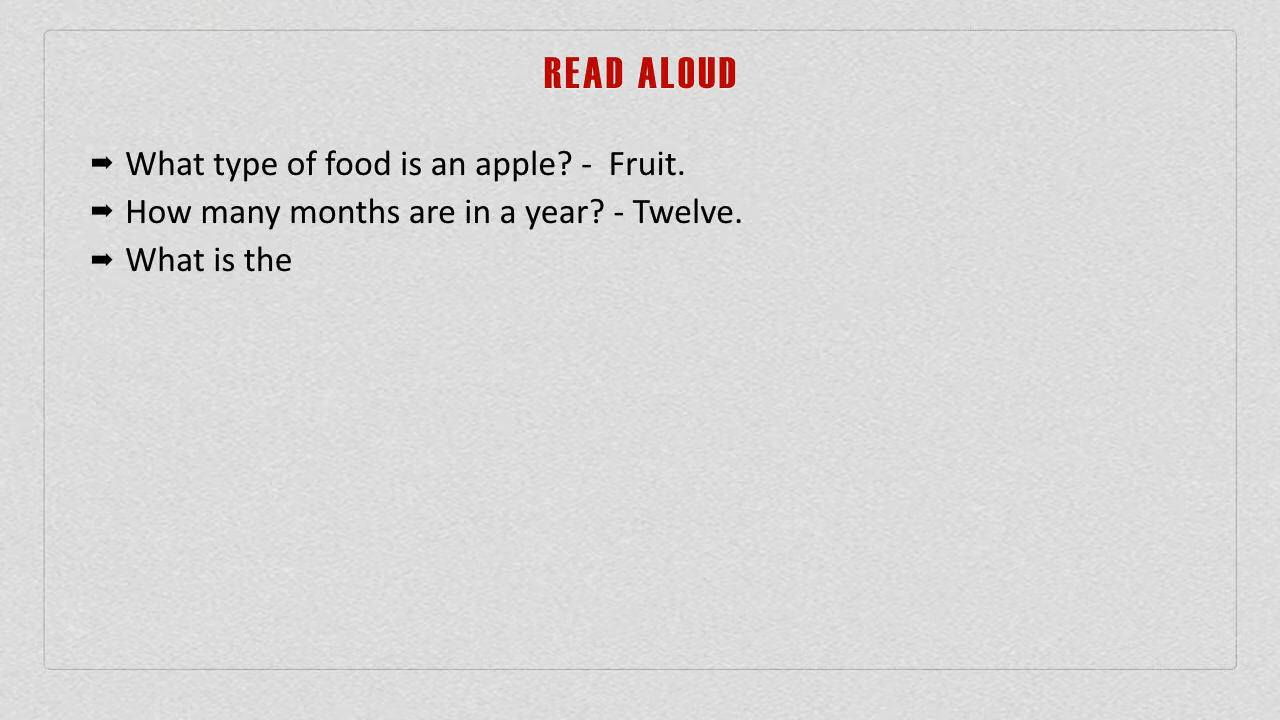 READ ALOUD
➡ What type of food is an apple? -  Fruit.
➡ How many months are in a year? - Twelve.
➡ What is the